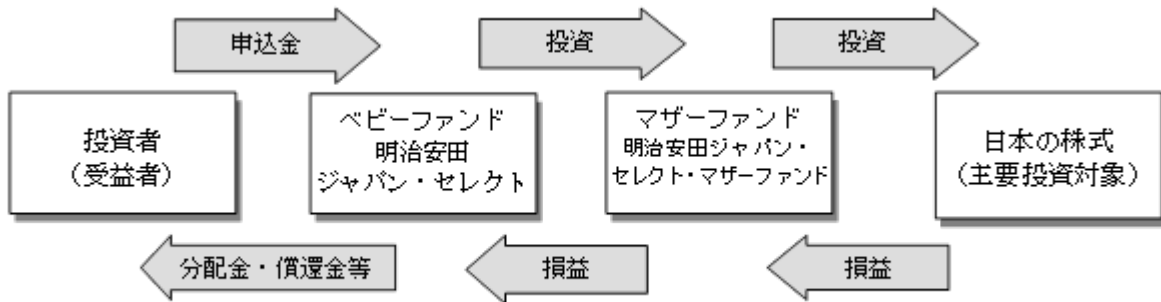 申込金
投資
投資
投資者
（受益者）
ベビーファンド
明治安田
ジャパン・セレクト
マザーファンド
明治安田ジャパン・
セレクト・マザーファンド
日本の株式
（主要投資対象）
分配金・償還金等
損益
損益